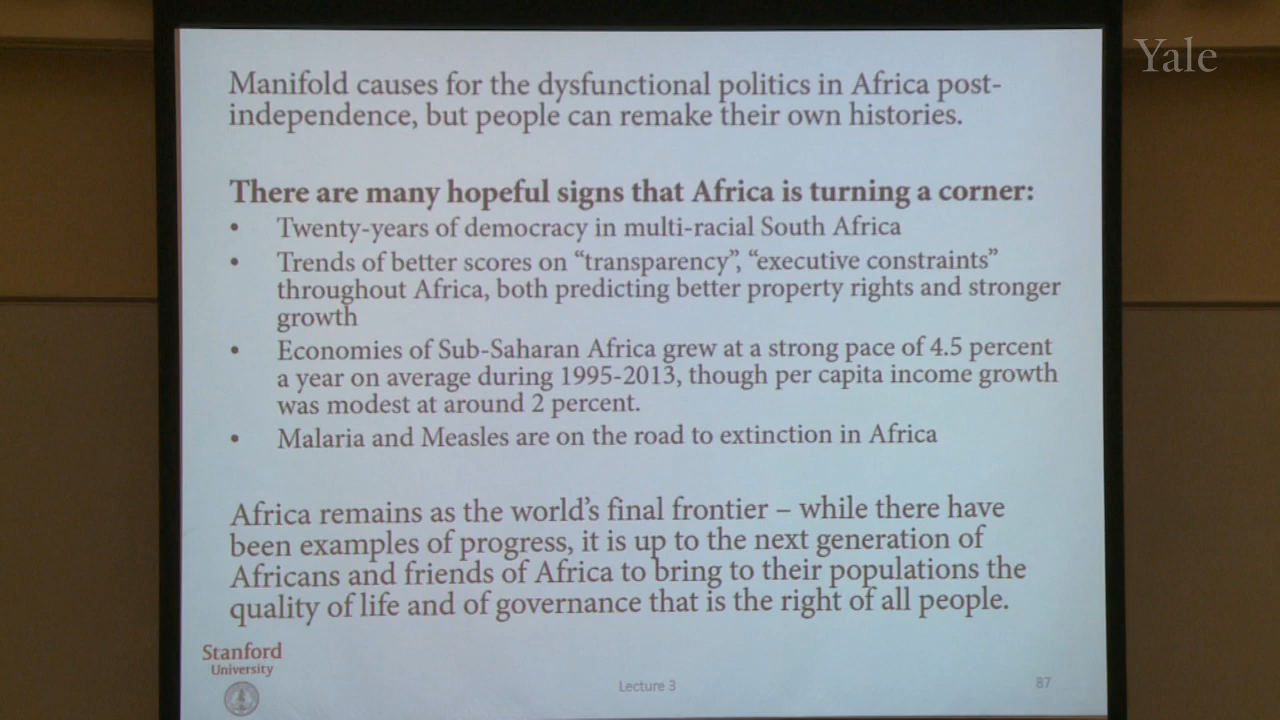 Yale
Manifold causes for the dysfunctional politics in Africa post-
independence, but people can remake their own histories.
There are many hopeful signs that Africa is turning a corner:
• Twenty-years of democracy in multi-racial South Africa
• Trends of better scores on “transparency”, “executive constraints”
throughout Africa, both predicting better property rights and stronger
growth
• Economies of Sub-Saharan Africa grew at a strong pace of 4.5 percent
a year on average during 1995-2013, though per capita income growth
was modest at around 2 percent.
• Malaria and Measles are on the road to extinction in Africa
Africa remains as the world’s final frontier – while there have
been examples of progress, it is up to the next generation of
Africans and friends of Africa to bring to their populations the
quality of life and of governance that is the right of all people.
Stanford
University
Lecture 3
87